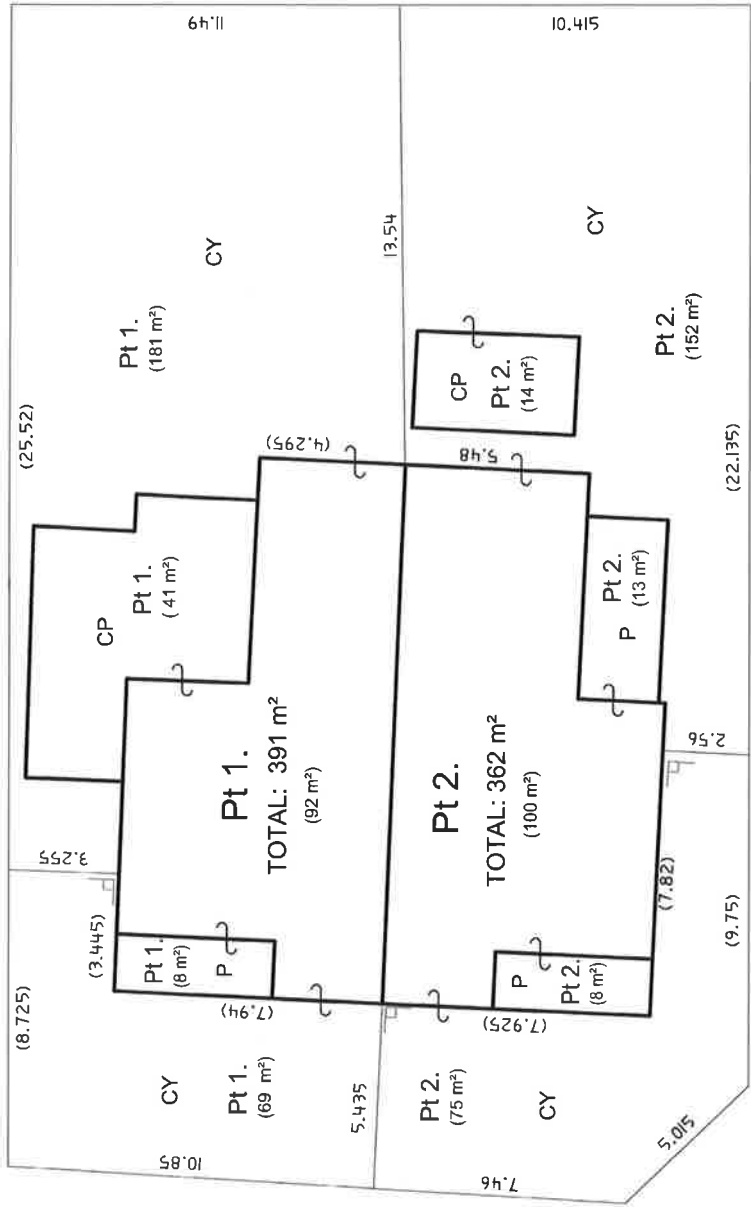 11.49
10.415
(25.52)
CY
Pt 1.
(181 m²)
13.54
CY
(4.295)
CP
Pt 2.
(14 m²)
Pt 2.
(152 m²)
5.48
CP
Pt 1.
( 41 m²)
Pt 2.
(13 m²)
P
(22.135)
Pt 1.
TOTAL: 391 m²
(92 m²)
Pt 2.
TOTAL: 362 m²
(100 m²)
2.56
3.255
(3.445)
Pt 1.
(8 m²)
P
(7.82)
(9.75)
P
Pt 2.
(8 m²)
(8.725)
(7.94)
(7.925)
CY
Pt 1.
(69 m²)
5.435
Pt 2.
(75 m²)
CY
5.015
10.85
7.46